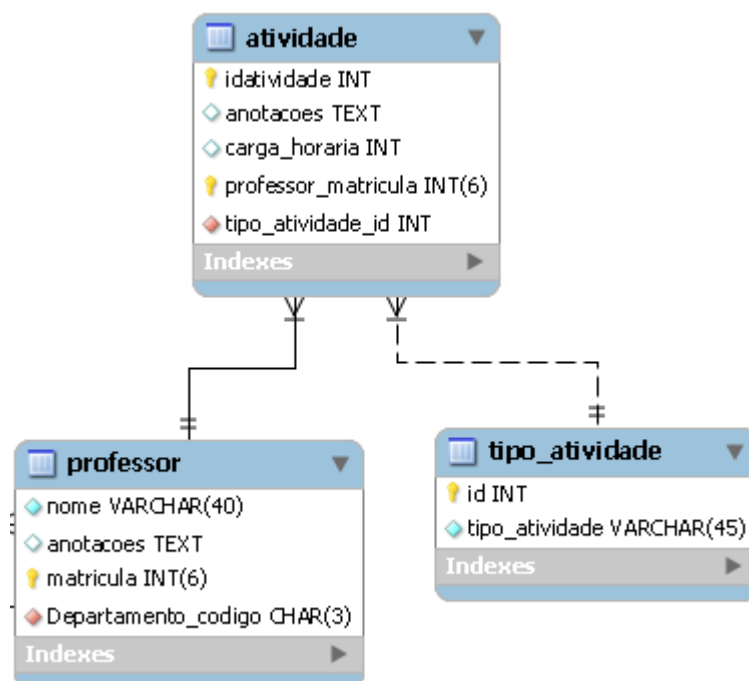 atividade
idatividade INT
anotacoes TEXT
carga_horaria INT
professor_matricula INT(6)
tipo_atividade_id INT
Indexes
professor
nome VARCHAR(40)
anotacoes TEXT
matricula INT(6)
Departamento_codigo CHAR(3)
Indexes
tipo_atividade
id INT
tipo_atividade VARCHAR(45)
Indexes